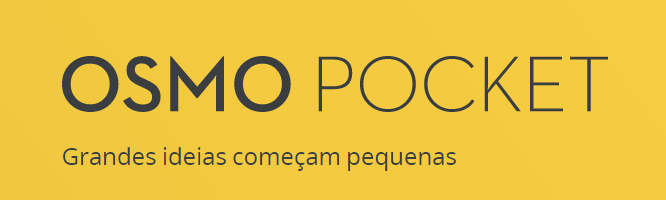 OSMO POCKET
Grandes ideias começam pequenas